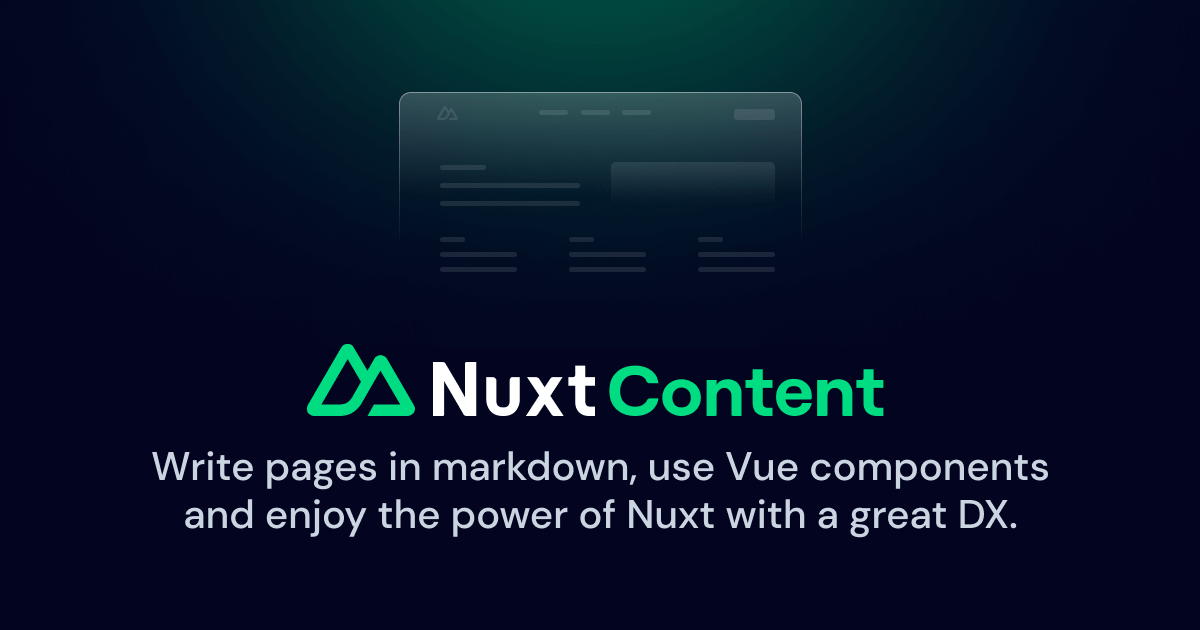 Nuxt Content
Write pages in markdown, use Vue components
and enjoy the power of Nuxt with a great DX.